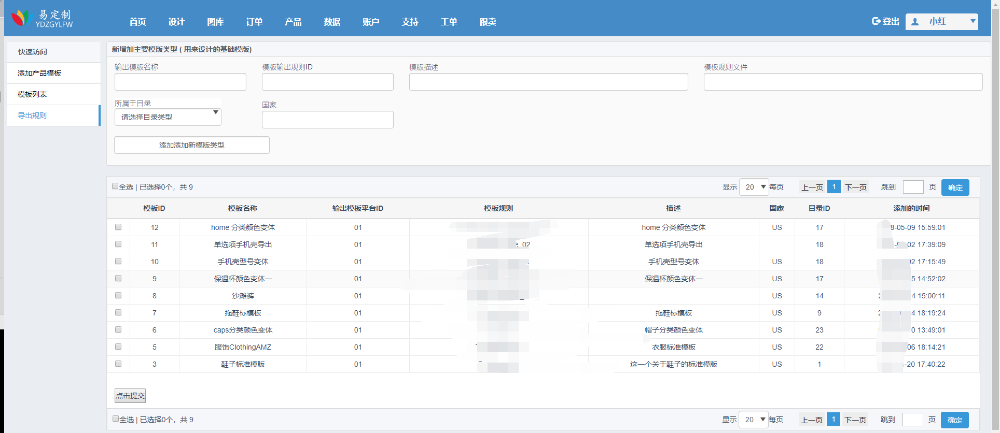 易定制
YDZGYLFW
首页 设计 图库 订单 产品 数据 账户 支持 工单 跟卖
登出 小红
快速访问
添加产品模板
模板列表
导出规则
新增加主要模版类型 ( 用来设计的基础模版)
输出模版名称 模版输出规则ID 模版描述 模板规则文件
所属于目录 国家
请选择目录类型
添加添加新模版类型
全选 | 已选择0个，共 9 显示 20 每页 上一页 1 下一页 跳到 页 确定
模板ID 模板名称 输出模板平台ID 模板规则 描述 国家 目录ID 添加的时间
12 home 分类颜色变体 01 home 分类颜色变体 US 17 8-05-09 15:59:01
11 单选项手机壳导出 01 02 单选项手机壳导出 18 02 17:39:09
10 手机壳型号变体 01 手机壳型号变体 US 18 02 17:15:49
9 保温杯颜色变体一 01 保温杯颜色变体一 US 17 5 14:52:02
8 沙滩裤 01 US 14 15:00:11
7 拖鞋标模板 01 拖鞋标模板 US 9 4 18:19:24
6 caps分类颜色变体 01 帽子分类颜色变体 US 23 0 13:49:01
5 服饰ClothingAMZ 01 衣服标准模板 US 22 06 18:14:21
3 鞋子标准模版 01 这一个关于鞋子的标准模版 US 1 -20 17:40:22
点击提交
全选 | 已选择0个，共 9 显示 20 每页 上一页 1 下一页 跳到 页 确定